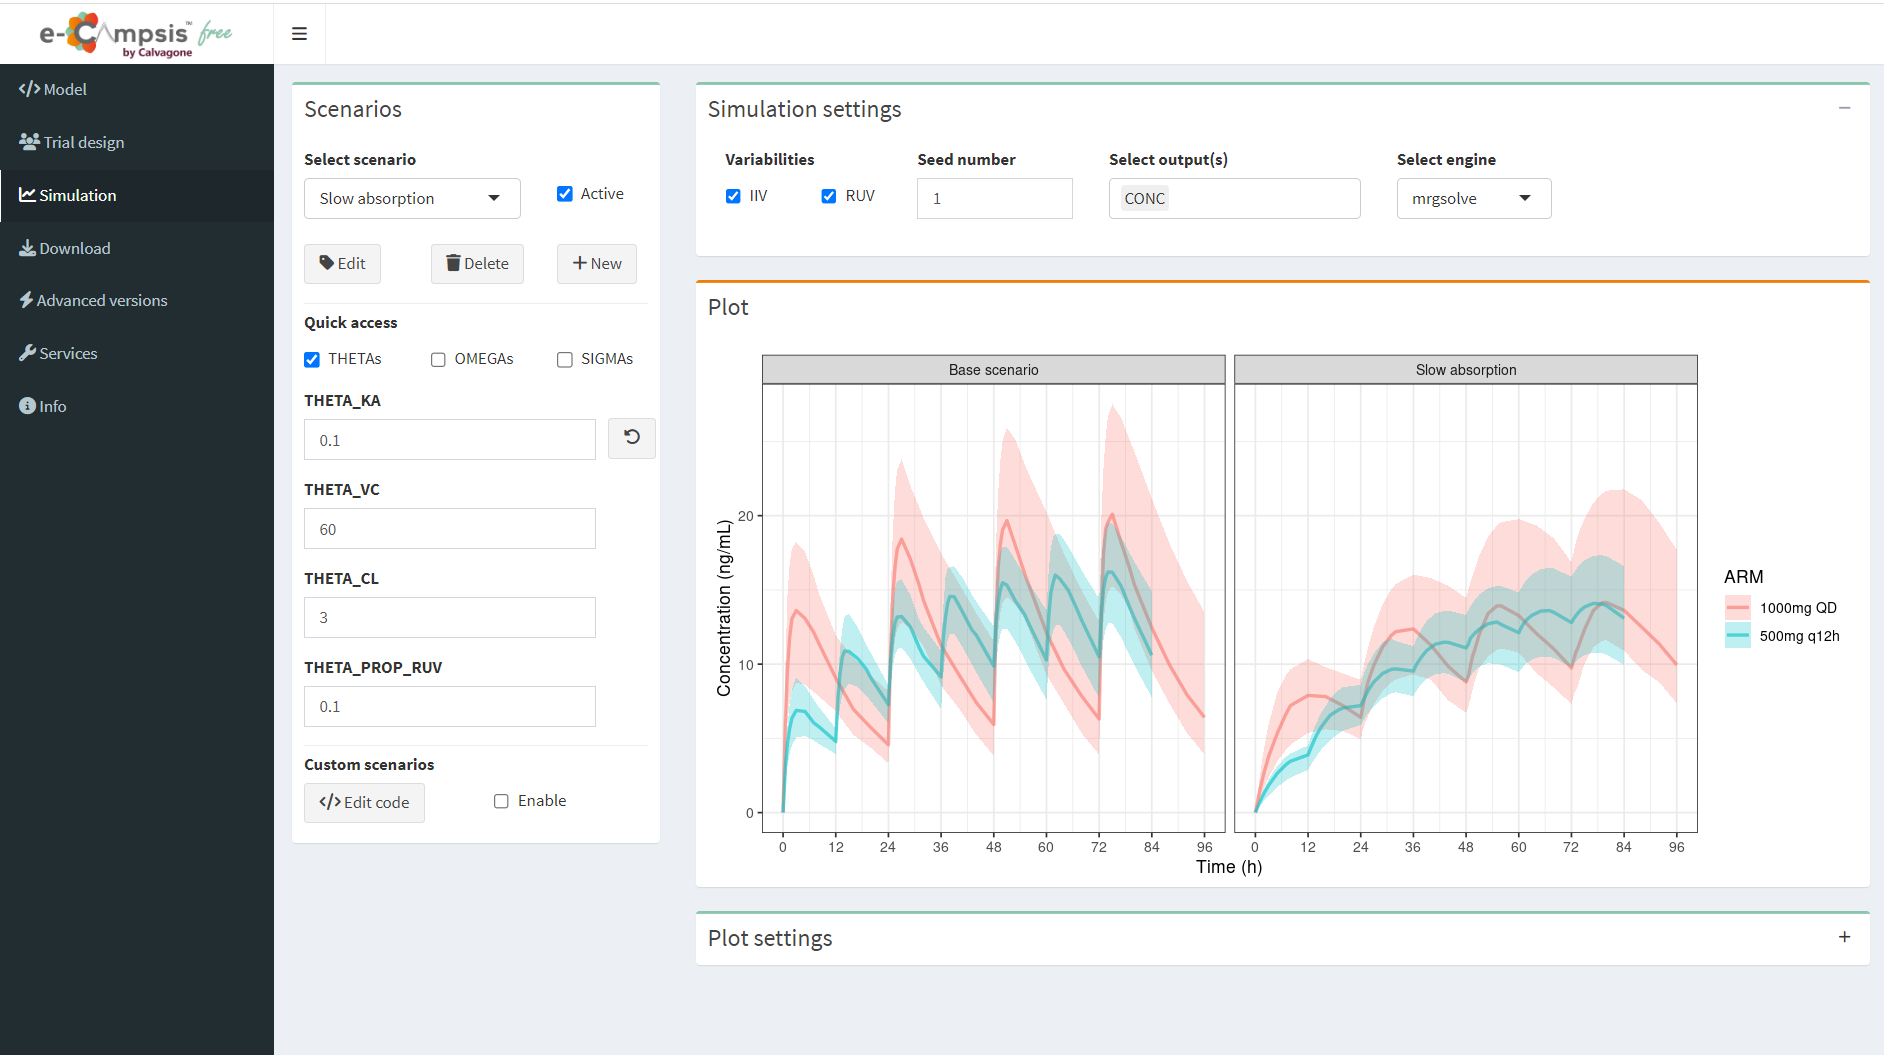 e-Campsis™ free
by Calvagone
Model
Trial design
Simulation
Download
Advanced versions
Services
Info
Scenarios
Select scenario
Slow absorption
Active
Edit
Delete
New
Quick access
THETAs
OMEGAs
SIGMAs
THETA_KA
0.1
THETA_VC
60
THETA_CL
3
THETA_PROP_RUV
0.1
Custom scenarios
Edit code
Enable
Simulation settings
Variabilities
IIV
RUV
Seed number
1
Select output(s)
CONC
Select engine
mrgsolve
Plot
Base scenario
Slow absorption
Concentration (ng/mL)
20
10
0
0 12 24 36 48 60 72 84 96
0 12 24 36 48 60 72 84 96
Time (h)
ARM
1000mg QD
500mg q12h
Plot settings